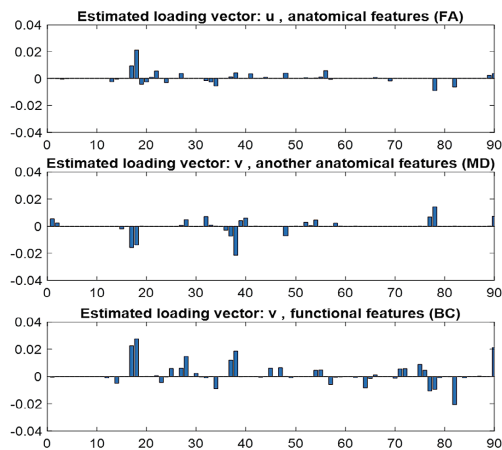 Estimated loading vector: u , anatomical features (FA)
0.04
0.02
0
-0.02
-0.04
0 10 20 30 40 50 60 70 80 90
Estimated loading vector: v , another anatomical features (MD)
0.04
0.02
0
-0.02
-0.04
0 10 20 30 40 50 60 70 80 90
Estimated loading vector: v , functional features (BC)
0.04
0.02
0
-0.02
-0.04
0 10 20 30 40 50 60 70 80 90